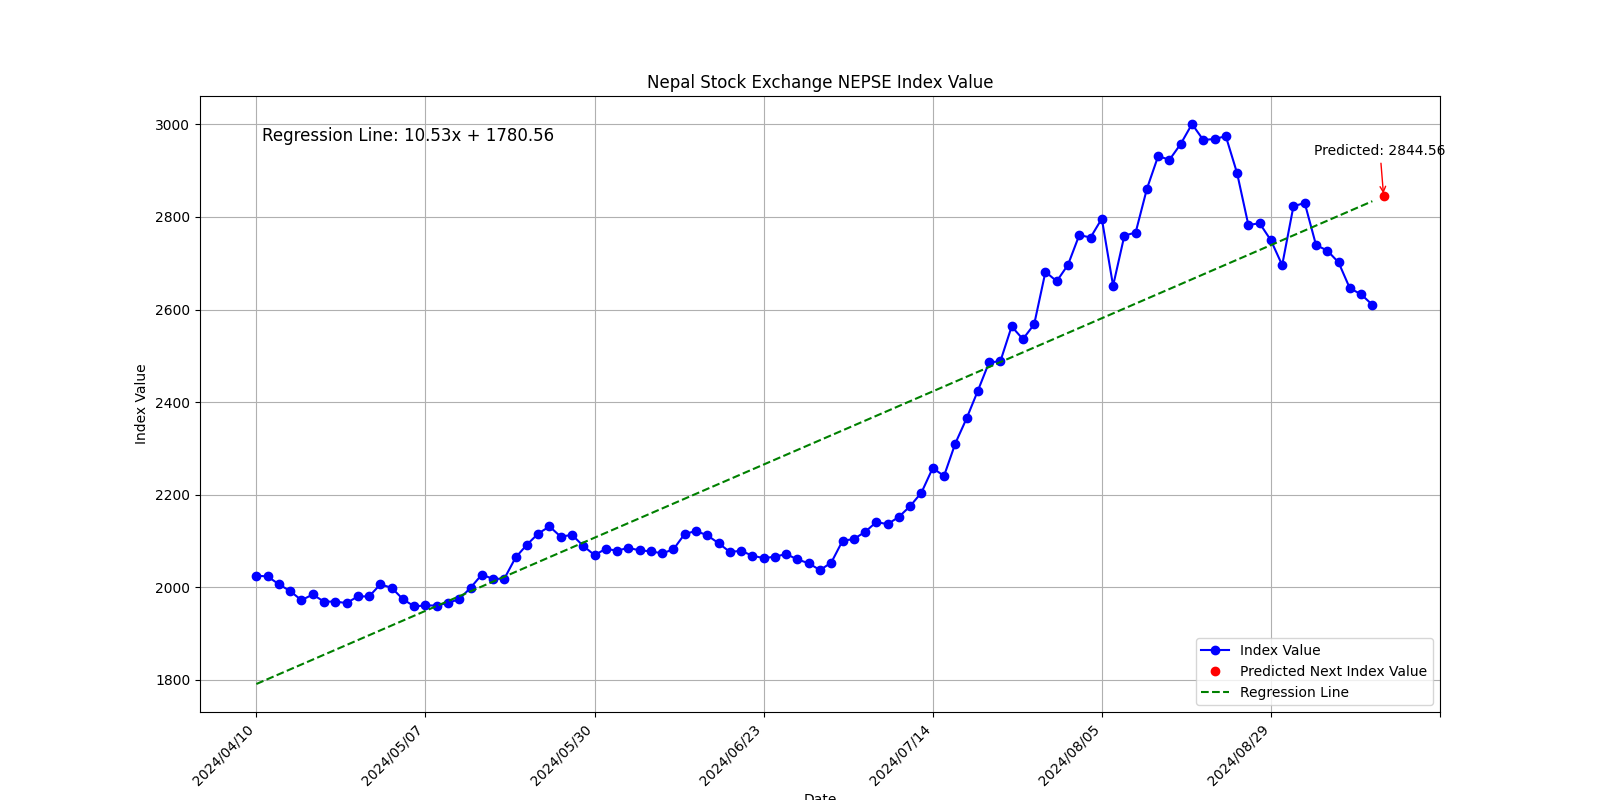 Nepal Stock Exchange NEPSE Index Value
Regression Line: 10.53x + 1780.56
Predicted: 2844.56
3000
2800
2600
2400
2200
2000
1800
Index Value
Index Value
Predicted Next Index Value
Regression Line
2024/04/10
2024/05/07
2024/05/30
2024/06/23
2024/07/14
2024/08/05
2024/08/29
Date